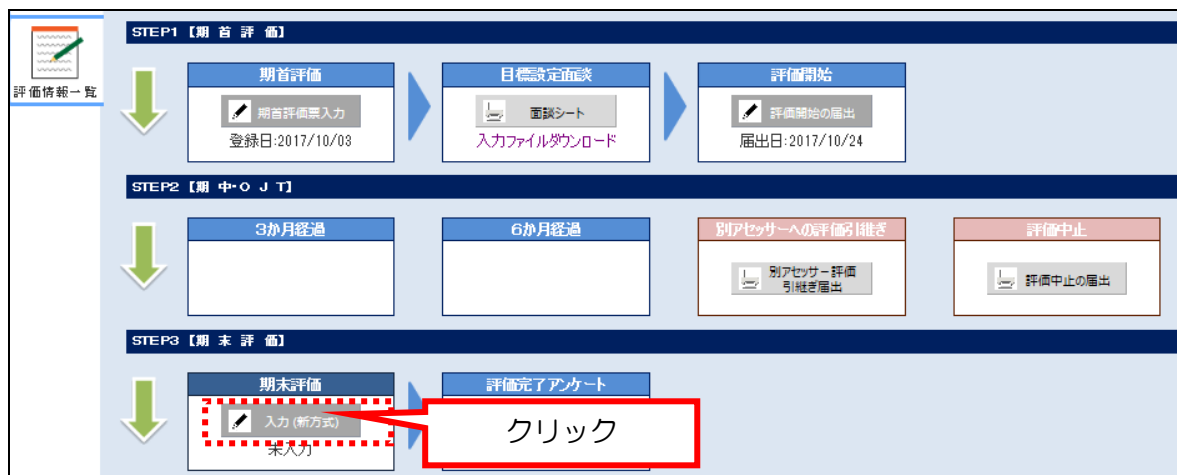 評価情報一覧
STEP1【期 首 評 価】
期首評価
期首評価票入力
登録日:2017/10/03
目標設定面談
面談シート
入力ファイルダウンロード
評価開始
評価開始の届出
届出日:2017/10/24
STEP2【期 中・O J T】
3か月経過
6か月経過
別アセッサーへの評価引継ぎ
別アセッサー評価
引継ぎ届出
評価中止
評価中止の届出
STEP3【期 末 評 価】
期末評価
入力(新方式)
未入力
評価完了アンケート
クリック